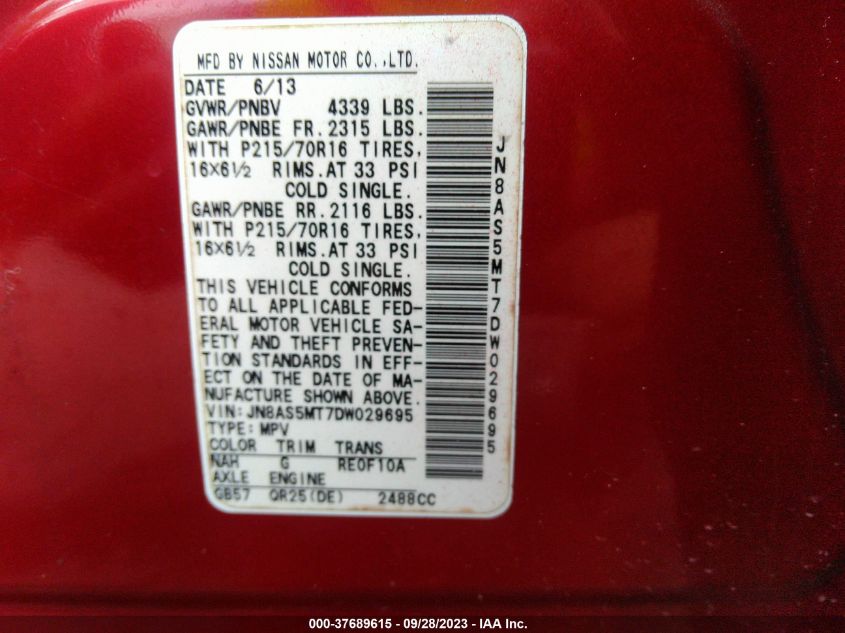 MFD BY NISSAN MOTOR CO.,LTD.
DATE 6/13
GVWR/PNBV 4339 LBS.
GAWR/PNBE FR. 2315 LBS.
WITH P215/70R16 TIRES,
16×6½ RIMS. AT 33 PSI
COLD SINGLE.
GAWR/PNBE RR. 2116 LBS.
WITH P215/70R16 TIRES,
16×6½ RIMS. AT 33 PSI
COLD SINGLE.
THIS VEHICLE CONFORMS
TO ALL APPLICABLE FED-
ERAL MOTOR VEHICLE SA-
FETY AND THEFT PREVEN-
TION STANDARDS IN EFF-
ECT ON THE DATE OF MA-
NUFACTURE SHOWN ABOVE.
VIN: JN8AS5MT7DW029695
TYPE: MPV
COLOR TRIM TRANS
NAH G RE0F10A
AXLE ENGINE
GB57 QR25(DE) 2488CC
JN8AS5MT7DW029695
000-37689615 - 09/28/2023 - IAA Inc.